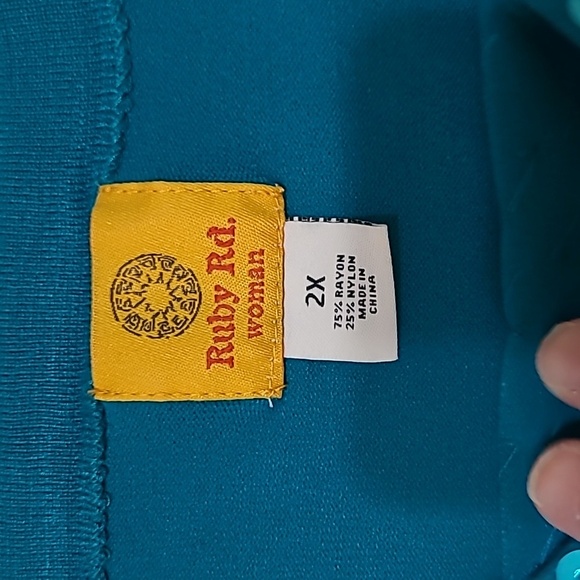 Ruby Rd.
woman
2X
75% RAYON
25% NYLON
MADE IN
CHINA